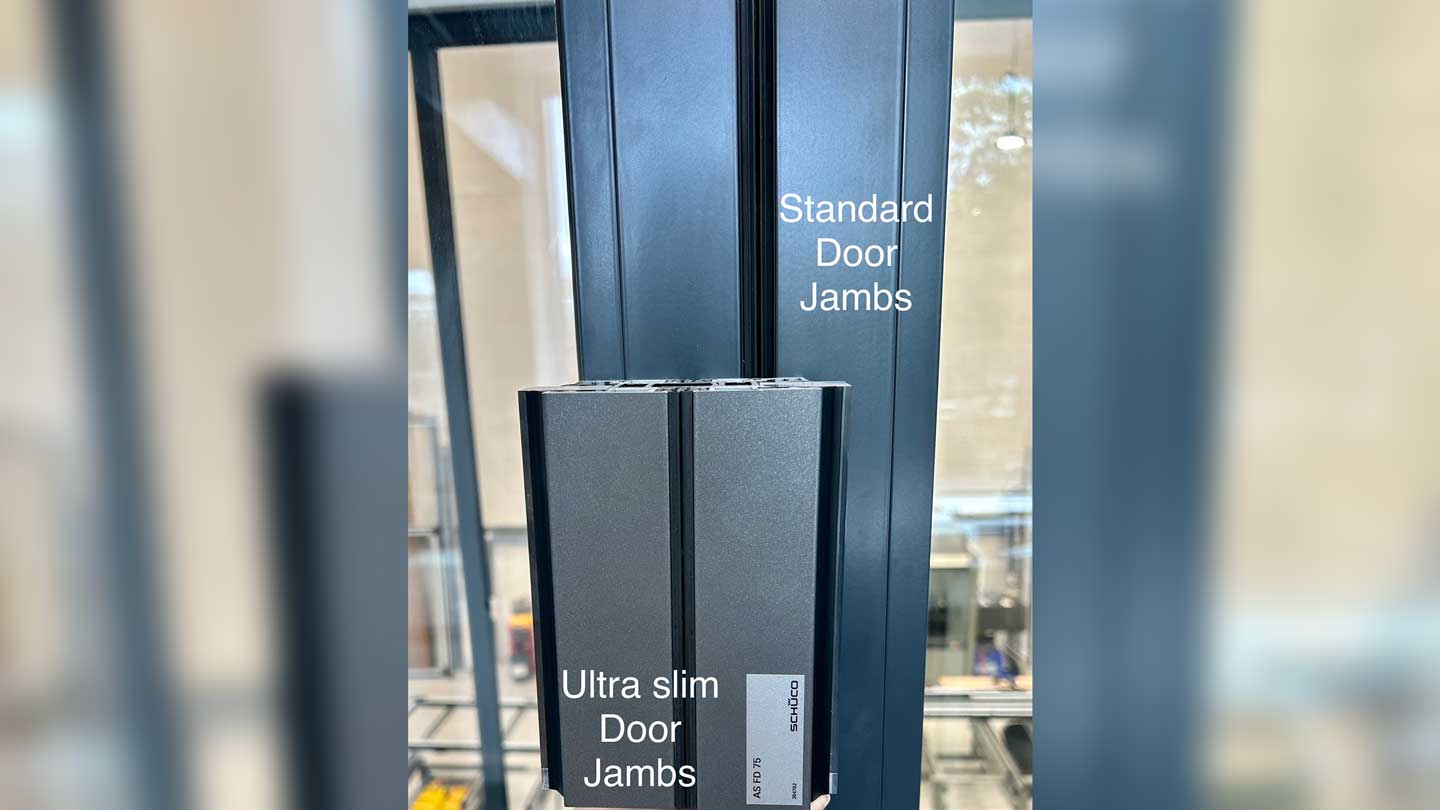 Standard
Door
Jambs
Ultra slim
Door
Jambs
SCHÜCO
AS FD 75